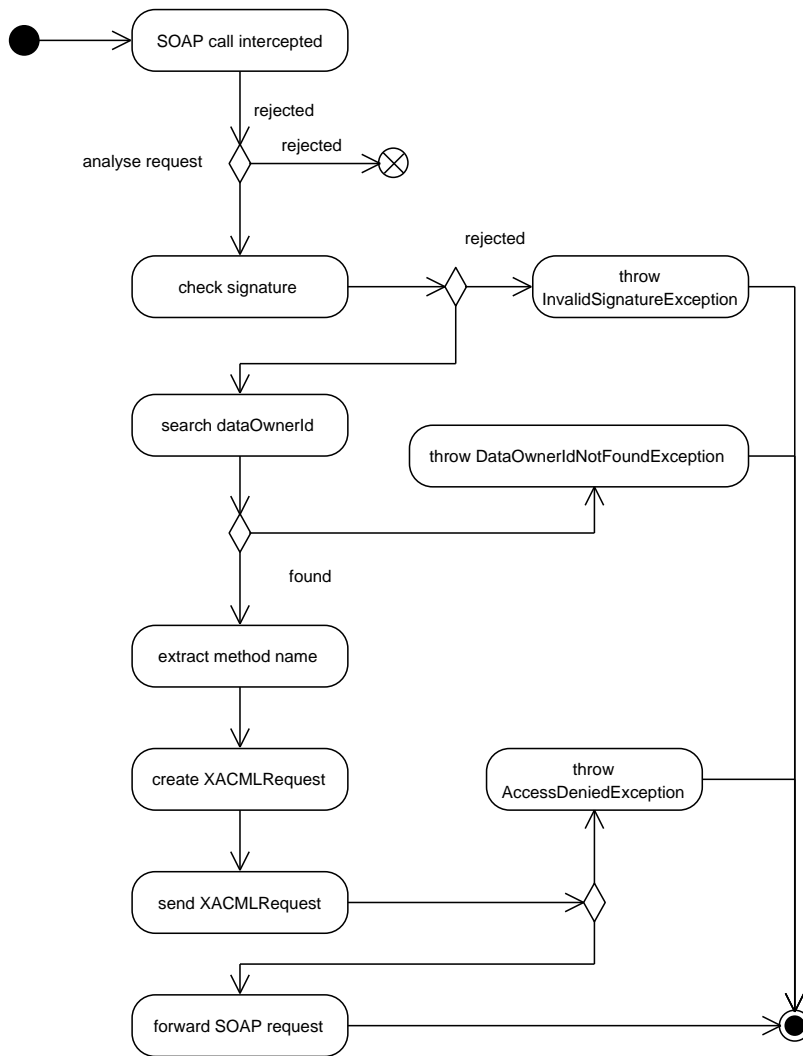 SOAP call intercepted
rejected
analyse request
rejected
rejected
check signature
throw
InvalidSignatureException
search dataOwnerId
throw DataOwnerIdNotFoundException
found
extract method name
create XACMLRequest
throw
AccessDeniedException
send XACMLRequest
forward SOAP request